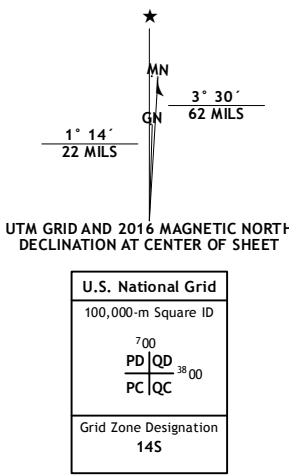 ★
MN
3° 30´
62 MILS
GN
1° 14´
22 MILS
UTM GRID AND 2016 MAGNETIC NORTH
DECLINATION AT CENTER OF SHEET
U.S. National Grid
100,000-m Square ID
700
PD QD
3800
PC QC
Grid Zone Designation
14S